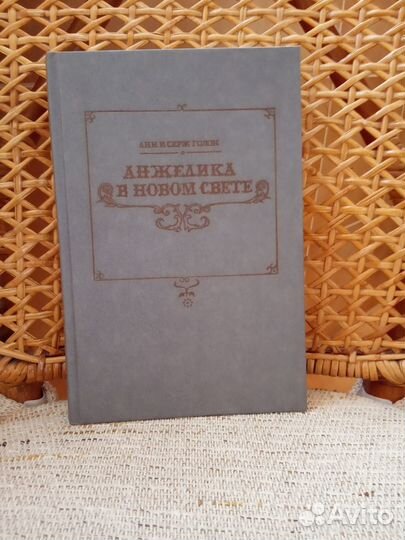 АНН И СЕРЖ ГОЛОН
АНЖЕЛИКА
В НОВОМ СВЕТЕ
Avito